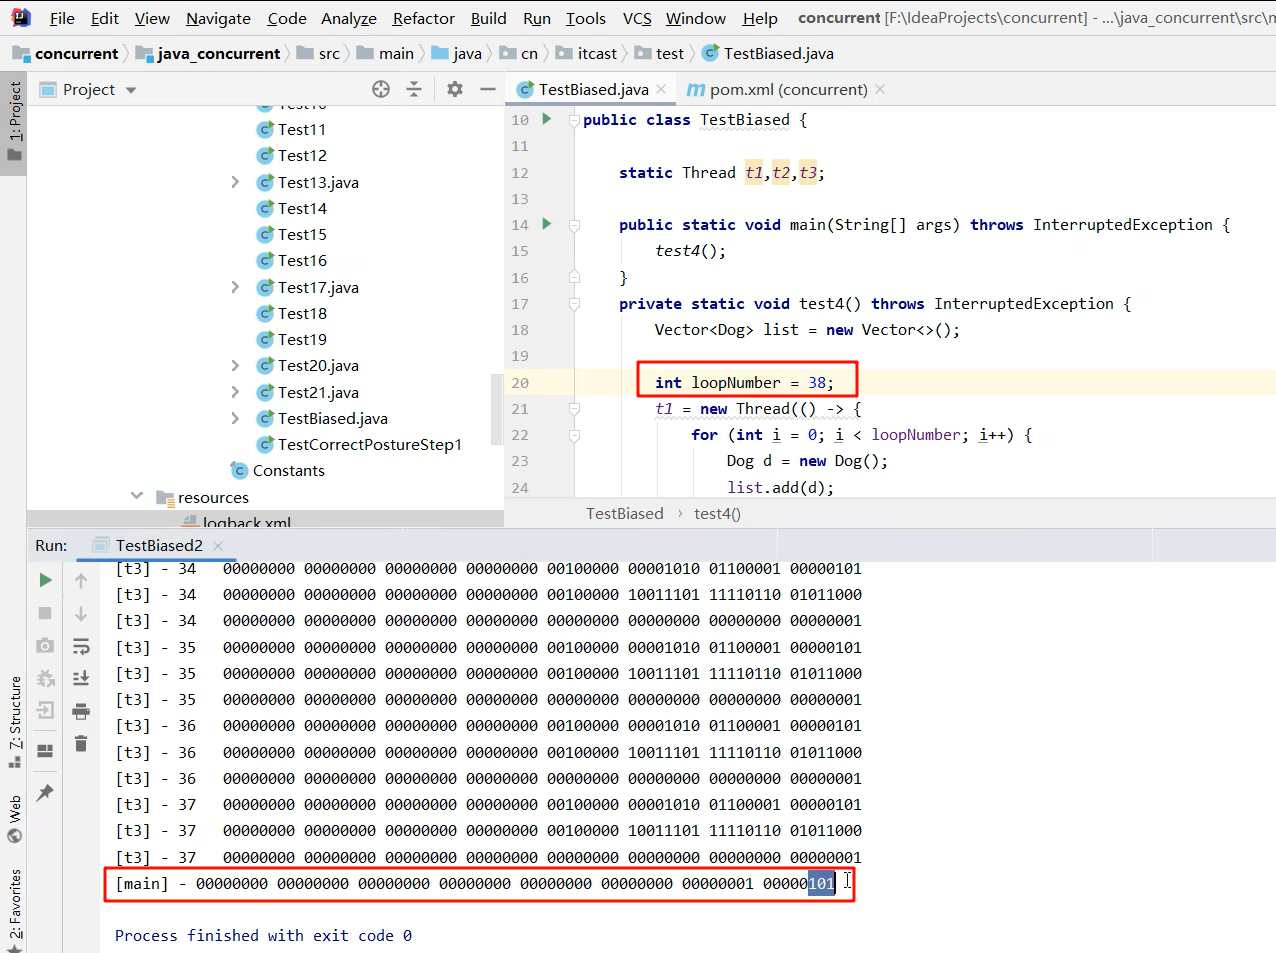 File Edit View Navigate Code Analyze Refactor Build Run Tools VCS Window Help concurrent [F:\IdeaProjects\concurrent] - ...\java_concurrent\src\m
concurrent java_concurrent src main java cn itcast test TestBiased.java
1: Project
Project
TestBiased.java
pom.xml (concurrent)
Test10
Test11
Test12
Test13.java
Test14
Test15
Test16
Test17.java
Test18
Test19
Test20.java
Test21.java
TestBiased.java
TestCorrectPostureStep1
Constants
resources
logback.xml
10 public class TestBiased {
11
12 static Thread t1,t2,t3;
13
14 public static void main(String[] args) throws InterruptedException {
15 test4();
16 }
17 private static void test4() throws InterruptedException {
18 Vector<Dog> list = new Vector<>();
19
20 int loopNumber = 38;
21 t1 = new Thread(() -> {
22 for (int i = 0; i < loopNumber; i++) {
23 Dog d = new Dog();
24 list.add(d);
TestBiased › test4()
Run: TestBiased2
[t3] - 34 00000000 00000000 00000000 00000000 00100000 00001010 01100001 00000101
[t3] - 34 00000000 00000000 00000000 00000000 00100000 10011101 11110110 01011000
[t3] - 34 00000000 00000000 00000000 00000000 00000000 00000000 00000000 00000001
[t3] - 35 00000000 00000000 00000000 00000000 00100000 00001010 01100001 00000101
[t3] - 35 00000000 00000000 00000000 00000000 00100000 10011101 11110110 01011000
[t3] - 35 00000000 00000000 00000000 00000000 00000000 00000000 00000000 00000001
[t3] - 36 00000000 00000000 00000000 00000000 00100000 00001010 01100001 00000101
[t3] - 36 00000000 00000000 00000000 00000000 00100000 10011101 11110110 01011000
[t3] - 36 00000000 00000000 00000000 00000000 00000000 00000000 00000000 00000001
[t3] - 37 00000000 00000000 00000000 00000000 00100000 00001010 01100001 00000101
[t3] - 37 00000000 00000000 00000000 00000000 00100000 10011101 11110110 01011000
[t3] - 37 00000000 00000000 00000000 00000000 00000000 00000000 00000000 00000001
[main] - 00000000 00000000 00000000 00000000 00000000 00000000 00000001 00000101
Process finished with exit code 0
7: Structure
Web
2: Favorites